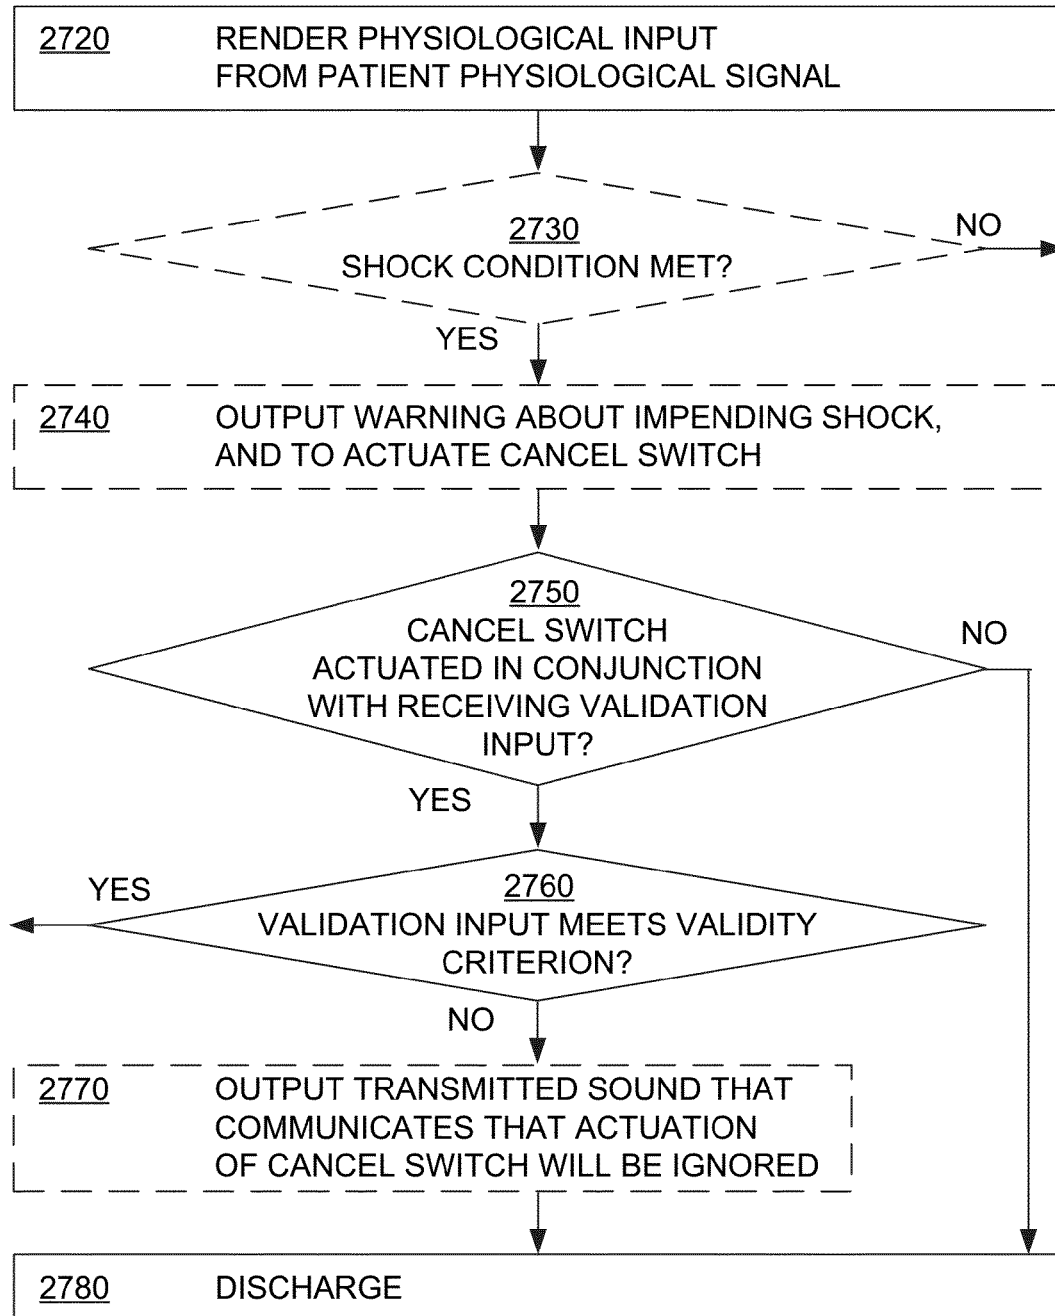 2720 RENDER PHYSIOLOGICAL INPUT
FROM PATIENT PHYSIOLOGICAL SIGNAL
2730
NO
SHOCK CONDITION MET?
YES
2740 OUTPUT WARNING ABOUT IMPENDING SHOCK,
AND TO ACTUATE CANCEL SWITCH
2750
CANCEL SWITCH
NO
ACTUATED IN CONJUNCTION
WITH RECEIVING VALIDATION
INPUT?
YES
YES
2760
VALIDATION INPUT MEETS VALIDITY
CRITERION?
NO
2770 OUTPUT TRANSMITTED SOUND THAT
COMMUNICATES THAT ACTUATION
OF CANCEL SWITCH WILL BE IGNORED
2780 DISCHARGE